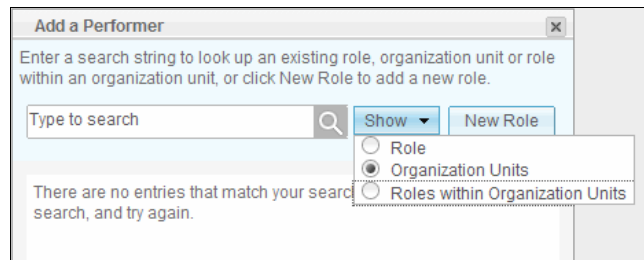 Add a Performer
Enter a search string to look up an existing role, organization unit or role
within an organization unit, or click New Role to add a new role.
Type to search
Show
New Role
Role
Organization Units
Roles within Organization Units
There are no entries that match your searc
search, and try again.